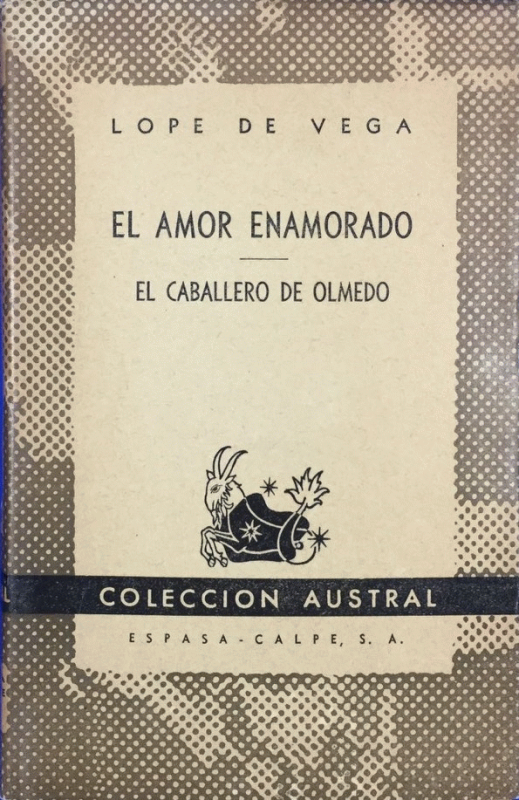 LOPE DE VEGA
EL AMOR ENAMORADO
EL CABALLERO DE OLMEDO
COLECCION AUSTRAL
ESPASA-CALPE, S. A.